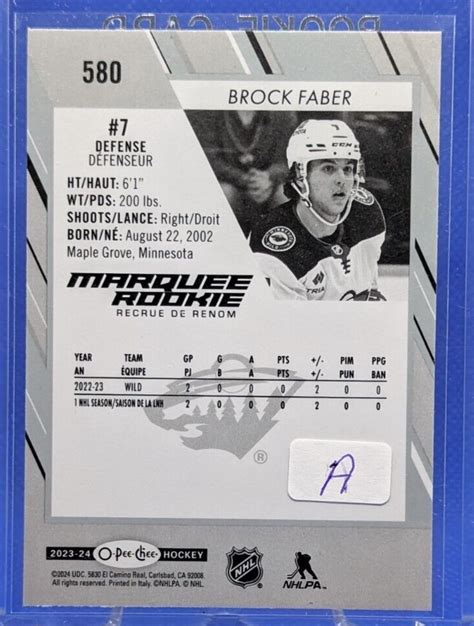 ROOKIE CARD
580
BROCK FABER
#7
DEFENSE
DÉFENSEUR
HT/HAUT: 6'1"
WT/PDS: 200 lbs.
SHOOTS/LANCE: Right/Droit
BORN/NÉ: August 22, 2002
Maple Grove, Minnesota
MARQUEE
ROOKIE
RECRUE DE RENOM
YEAR TEAM GP G A PTS +/- PIM PPG
AN ÉQUIPE PJ B A PTS +/- PUN BAN
2022-23 WILD 2 0 0 0 2 0 0
1 NHL SEASON/SAISON DE LA LNH 2 0 0 0 2 0 0
®
A
2023-24 O-Pee-Chee HOCKEY
NHL NHLPA
©2024 UDC. 5830 El Camino Real, Carlsbad, CA 92008.
All rights reserved. Printed in Italy. ©NHLPA. © NHL.